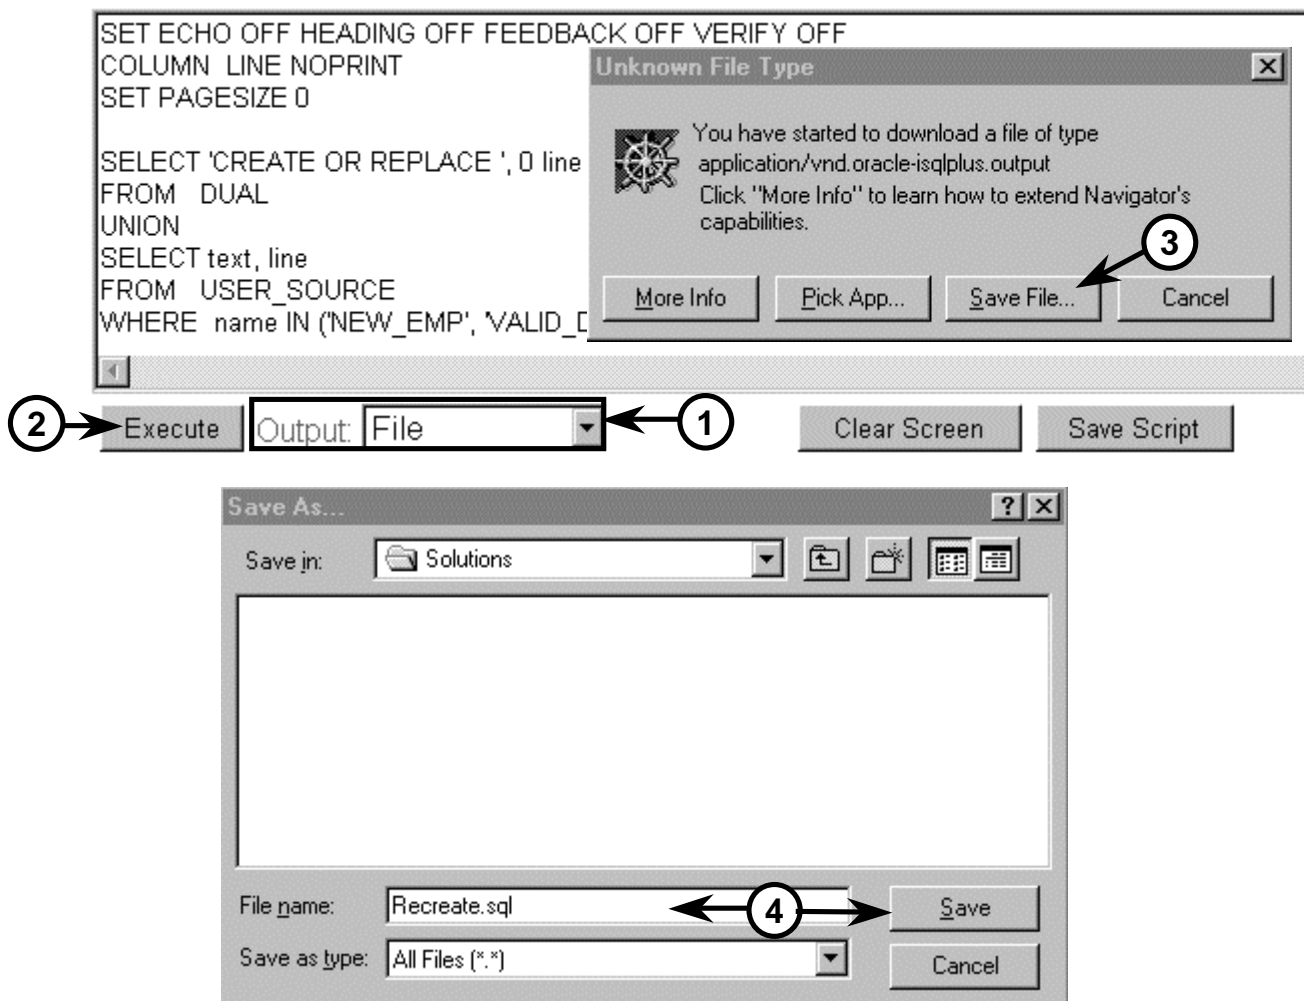 SET ECHO OFF HEADING OFF FEEDBACK OFF VERIFY OFF
COLUMN LINE NOPRINT
SET PAGESIZE 0
SELECT 'CREATE OR REPLACE ', 0 line
FROM DUAL
UNION
SELECT text, line
FROM USER_SOURCE
WHERE name IN ('NEW_EMP', 'VALID_D
Unknown File Type
You have started to download a file of type
application/vnd.oracle-isqlplus.output
Click "More Info" to learn how to extend Navigator's
capabilities.
3
More Info Pick App... Save File... Cancel
2 Execute Output: File 1 Clear Screen Save Script
Save As...
Save in: Solutions
File name: Recreate.sql 4 Save
Save as type: All Files (*.*) Cancel